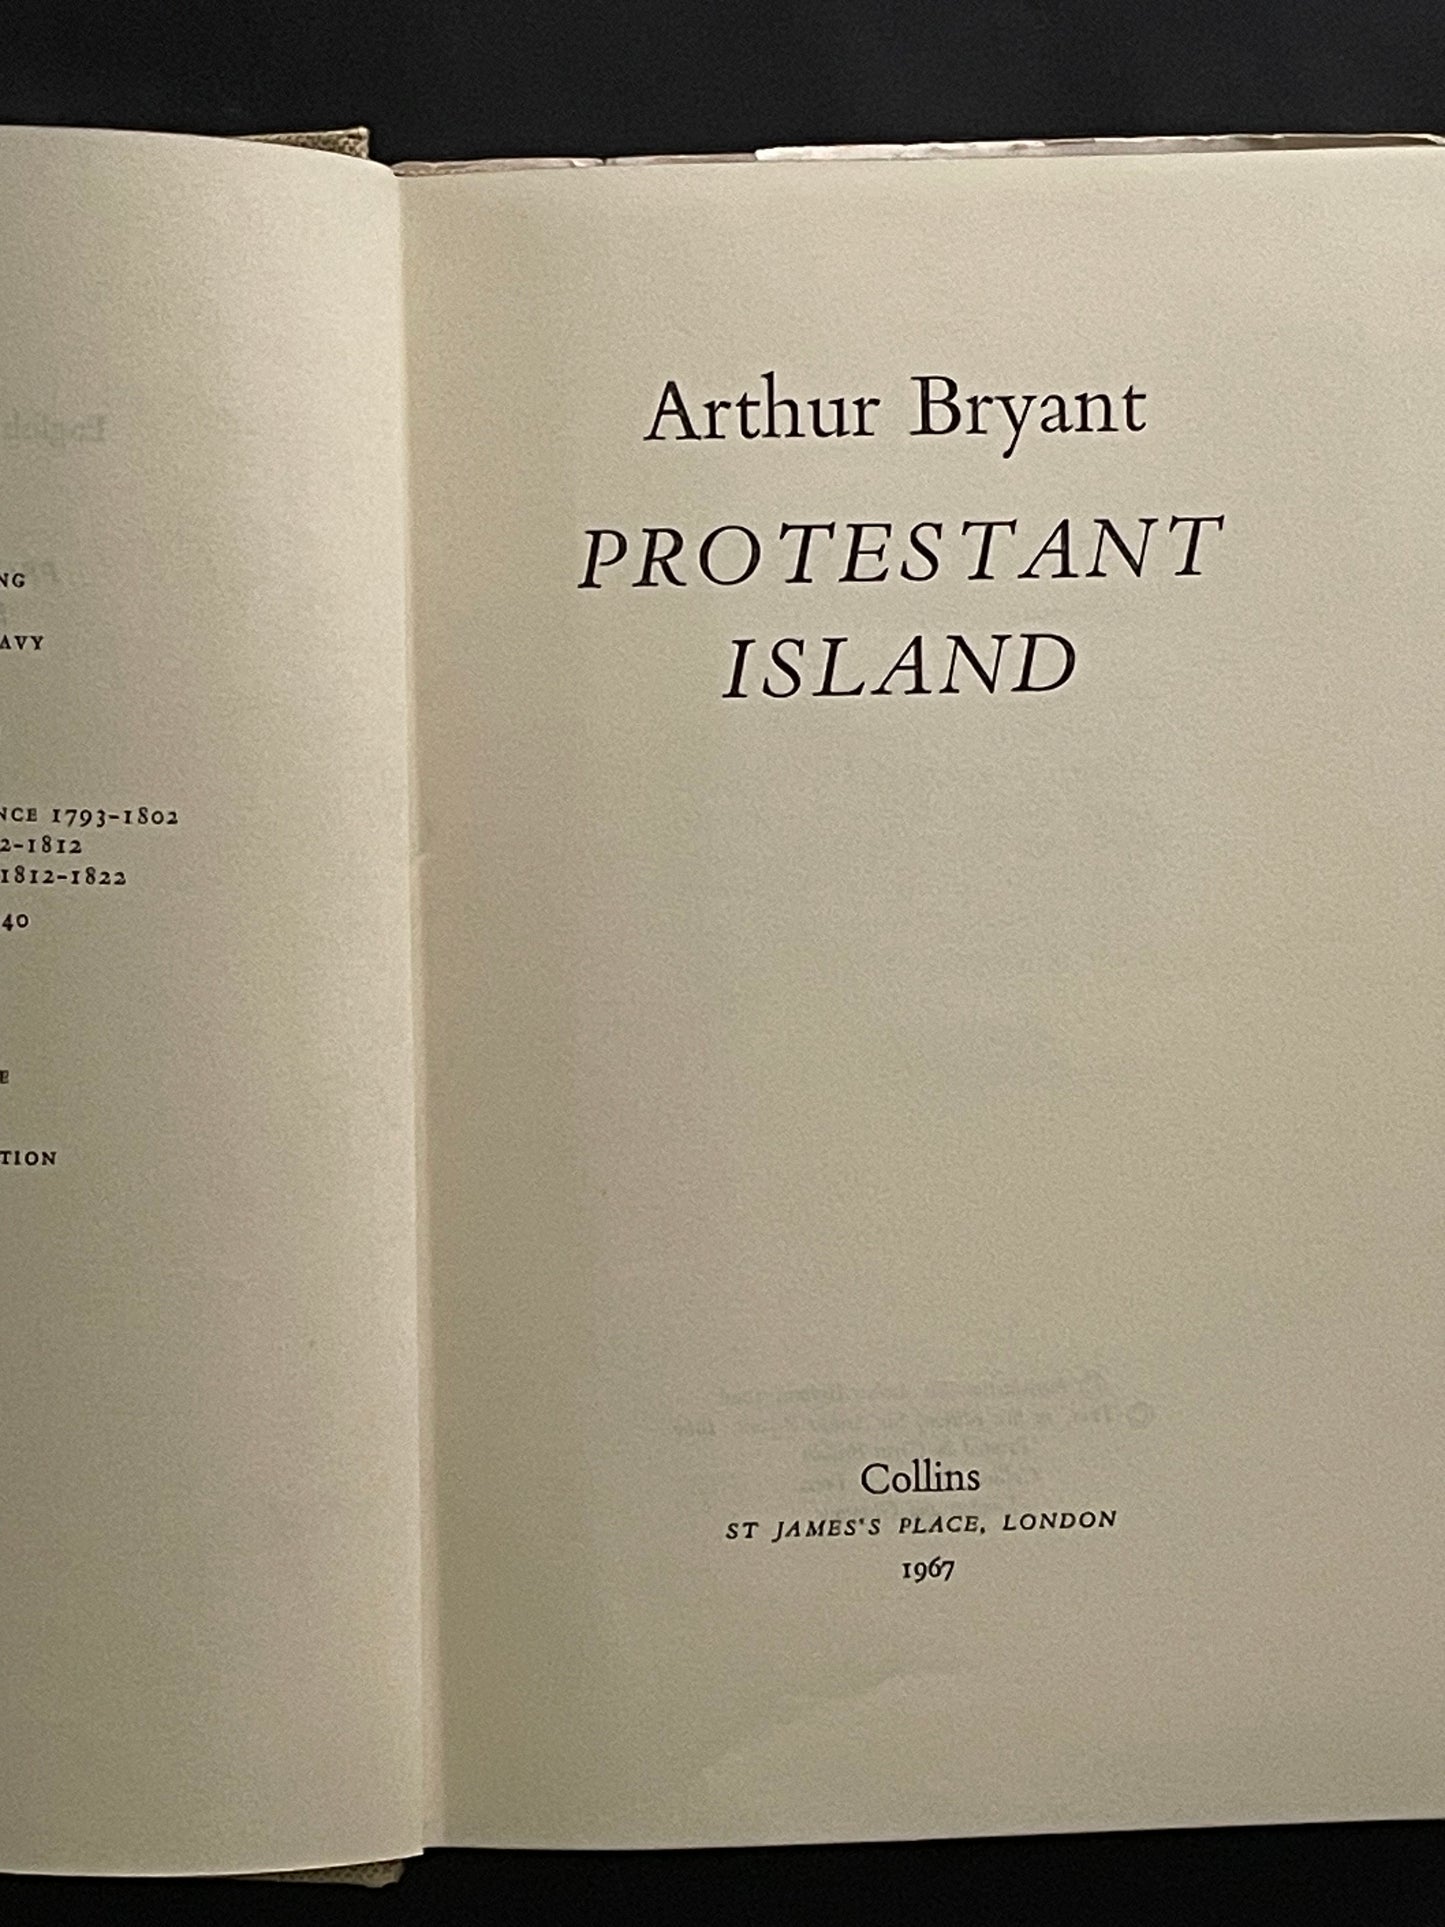 NG
AVY
NCE 1793–1802
2–1812
1812–1822
40
E
TION
Arthur Bryant
PROTESTANT
ISLAND
Collins
ST JAMES'S PLACE, LONDON
1967